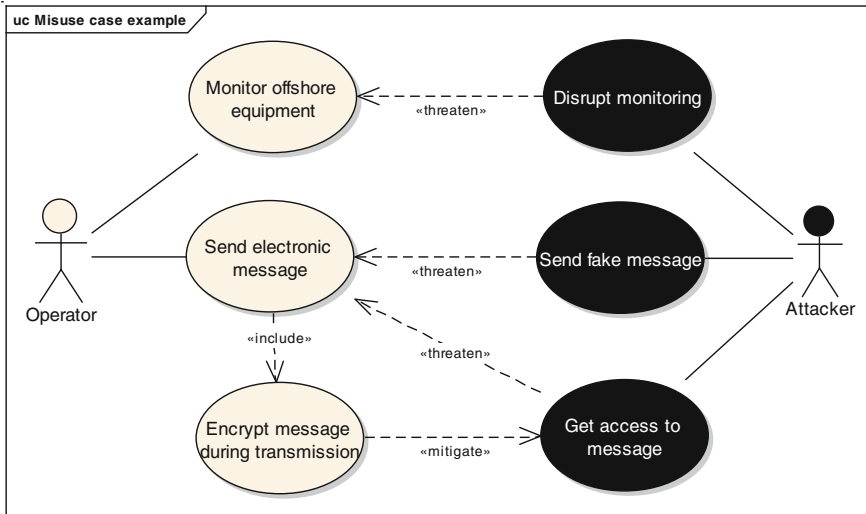 uc Misuse case example
Monitor offshore
equipment
«threaten»
Disrupt monitoring
Send electronic
message
«threaten»
Send fake message
Operator
Attacker
«include»
«threaten»
Encrypt message
during transmission
«mitigate»
Get access to
message